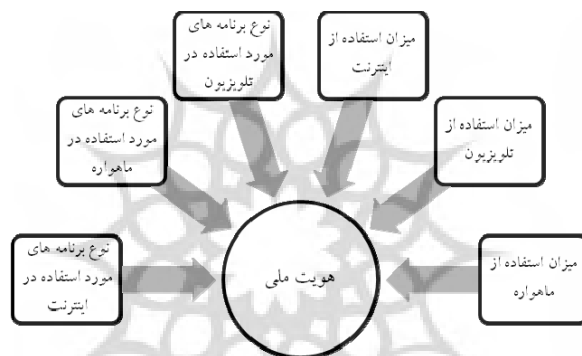 نوع برنامه های
مورد استفاده در
تلویزیون
میزان استفاده از
اینترنت
نوع برنامه های
مورد استفاده در
ماهواره
میزان استفاده از
تلویزیون
نوع برنامه های
مورد استفاده در
اینترنت
هویت ملی
میزان استفاده از
ماهواره